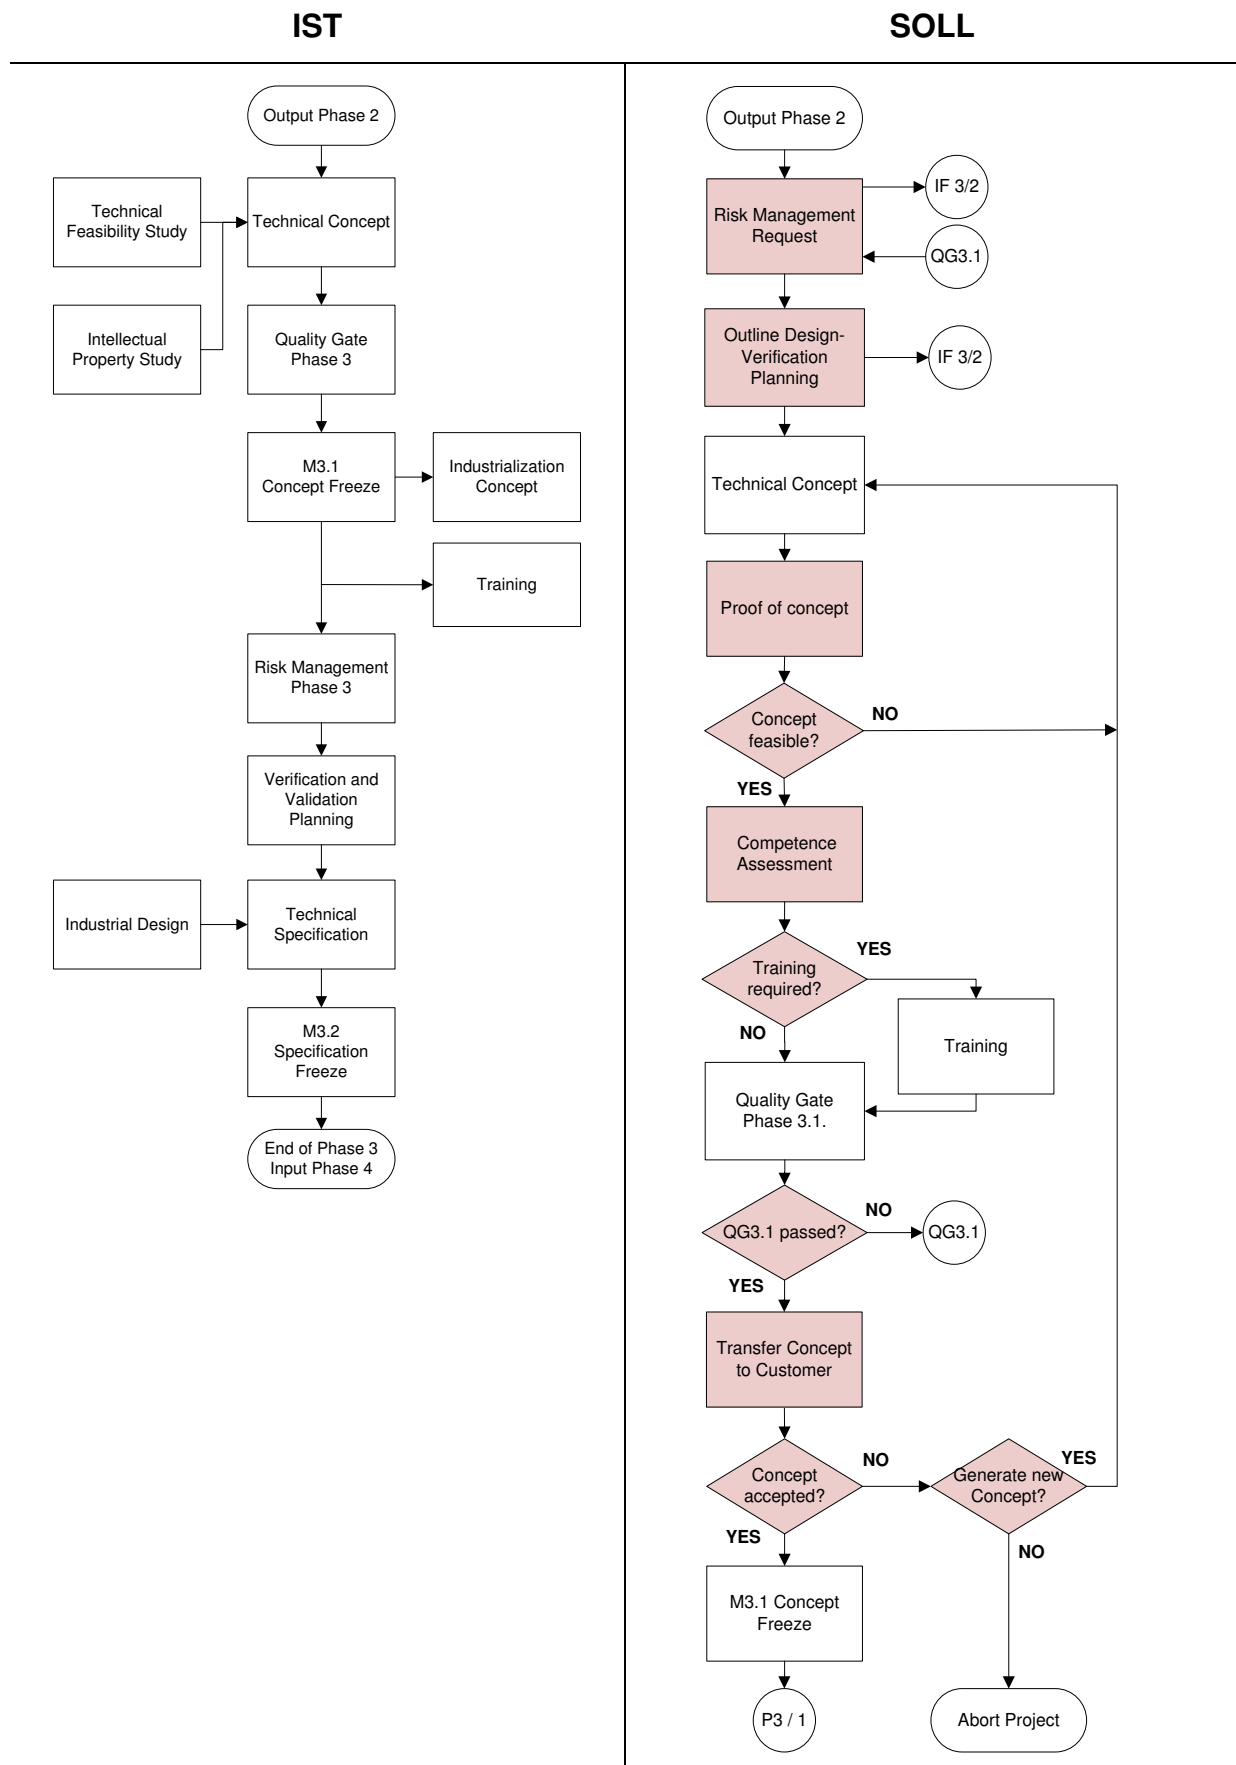 IST
Output Phase 2
Technical
Feasibility Study
Technical Concept
Intellectual
Property Study
Quality Gate
Phase 3
M3.1
Concept Freeze
Industrialization
Concept
Training
Risk Management
Phase 3
Verification and
Validation
Planning
Industrial Design
Technical
Specification
M3.2
Specification
Freeze
End of Phase 3
Input Phase 4
SOLL
Output Phase 2
Risk Management
Request
IF 3/2
QG3.1
Outline Design-
Verification
Planning
IF 3/2
Technical Concept
Proof of concept
Concept
feasible?
NO
YES
Competence
Assessment
Training
required?
YES
NO
Training
Quality Gate
Phase 3.1.
QG3.1 passed?
NO
QG3.1
YES
Transfer Concept
to Customer
Concept
accepted?
NO
Generate new
Concept?
YES
YES
NO
M3.1 Concept
Freeze
P3 / 1
Abort Project